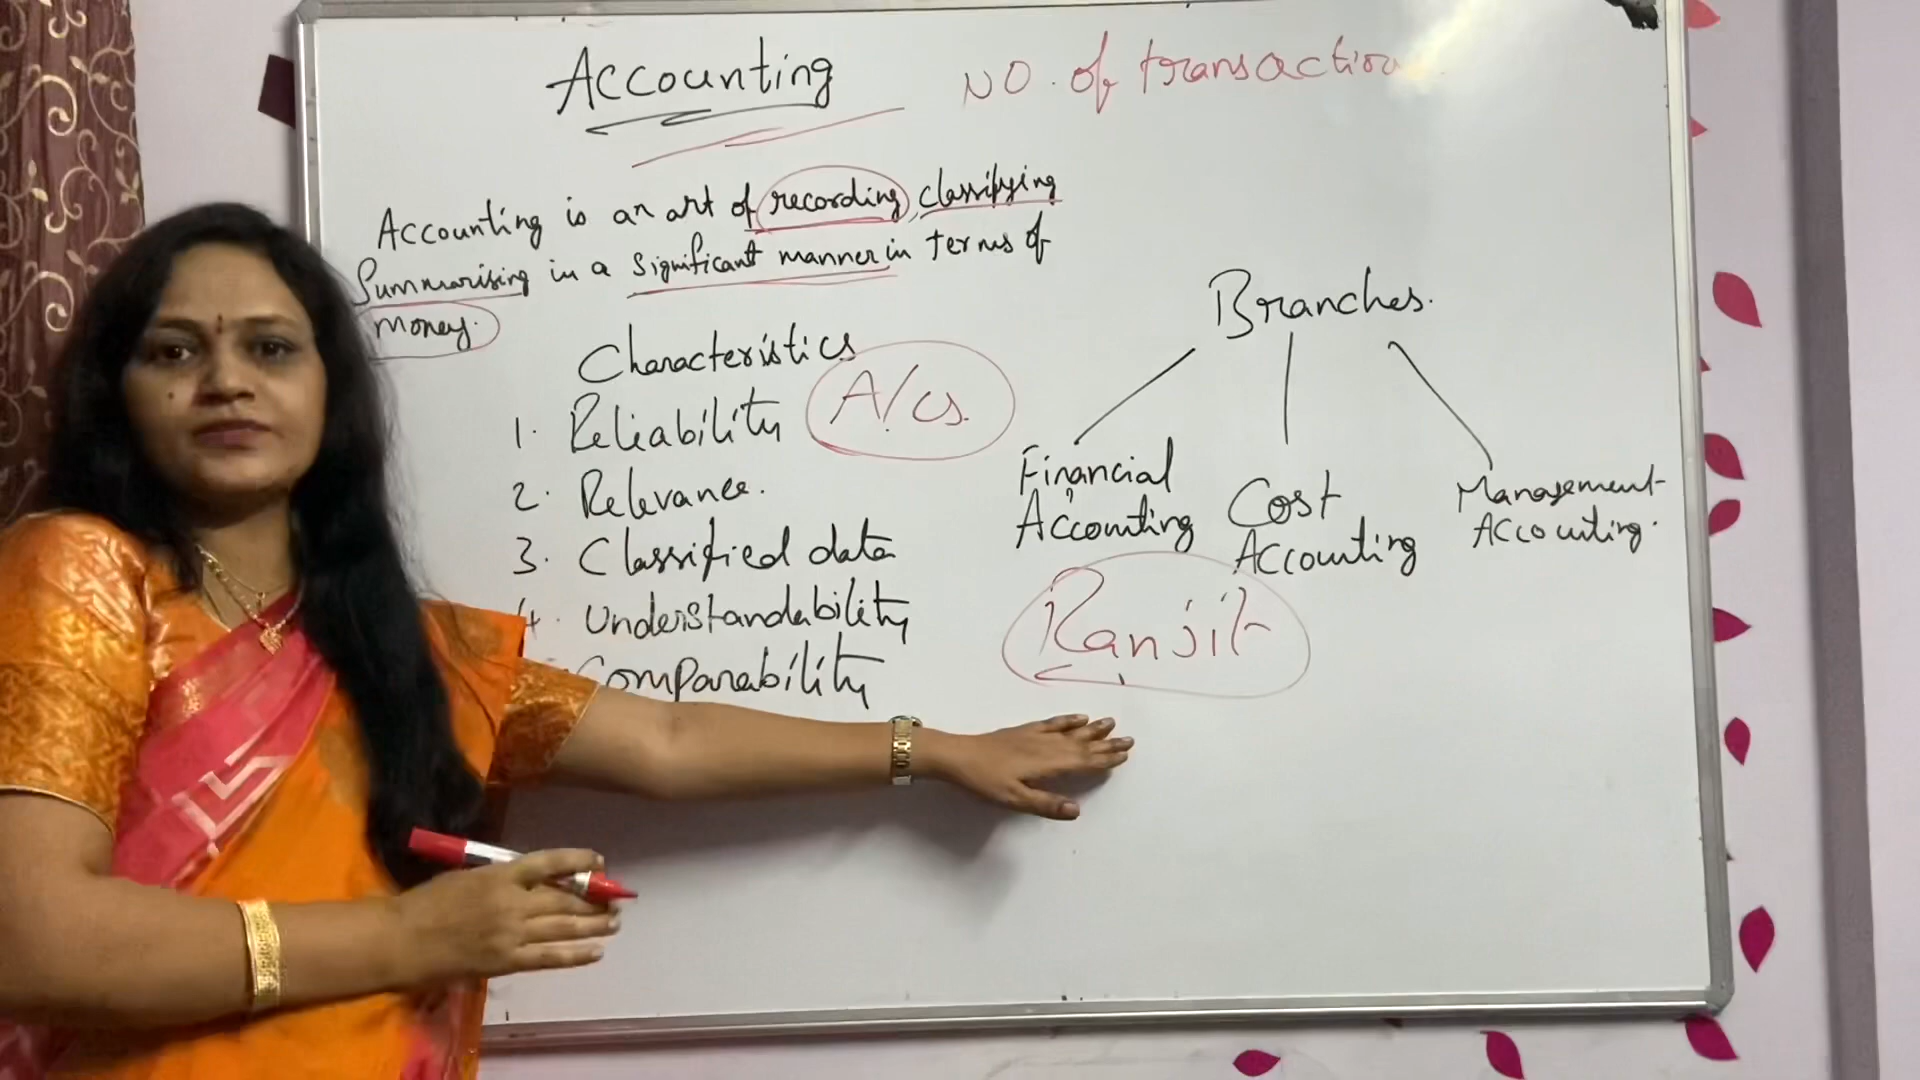 Accounting
NO. of transaction
Accounting is an art of recording, classifying
Summarising in a significant manner in terms of
money.
Characteristics
A/cs.
1. Reliability
2. Relevance.
3. Classified data
4. Understandability
Comparability
Branches.
Financial Accounting
Cost Accounting
Management Accounting.
Ranjit